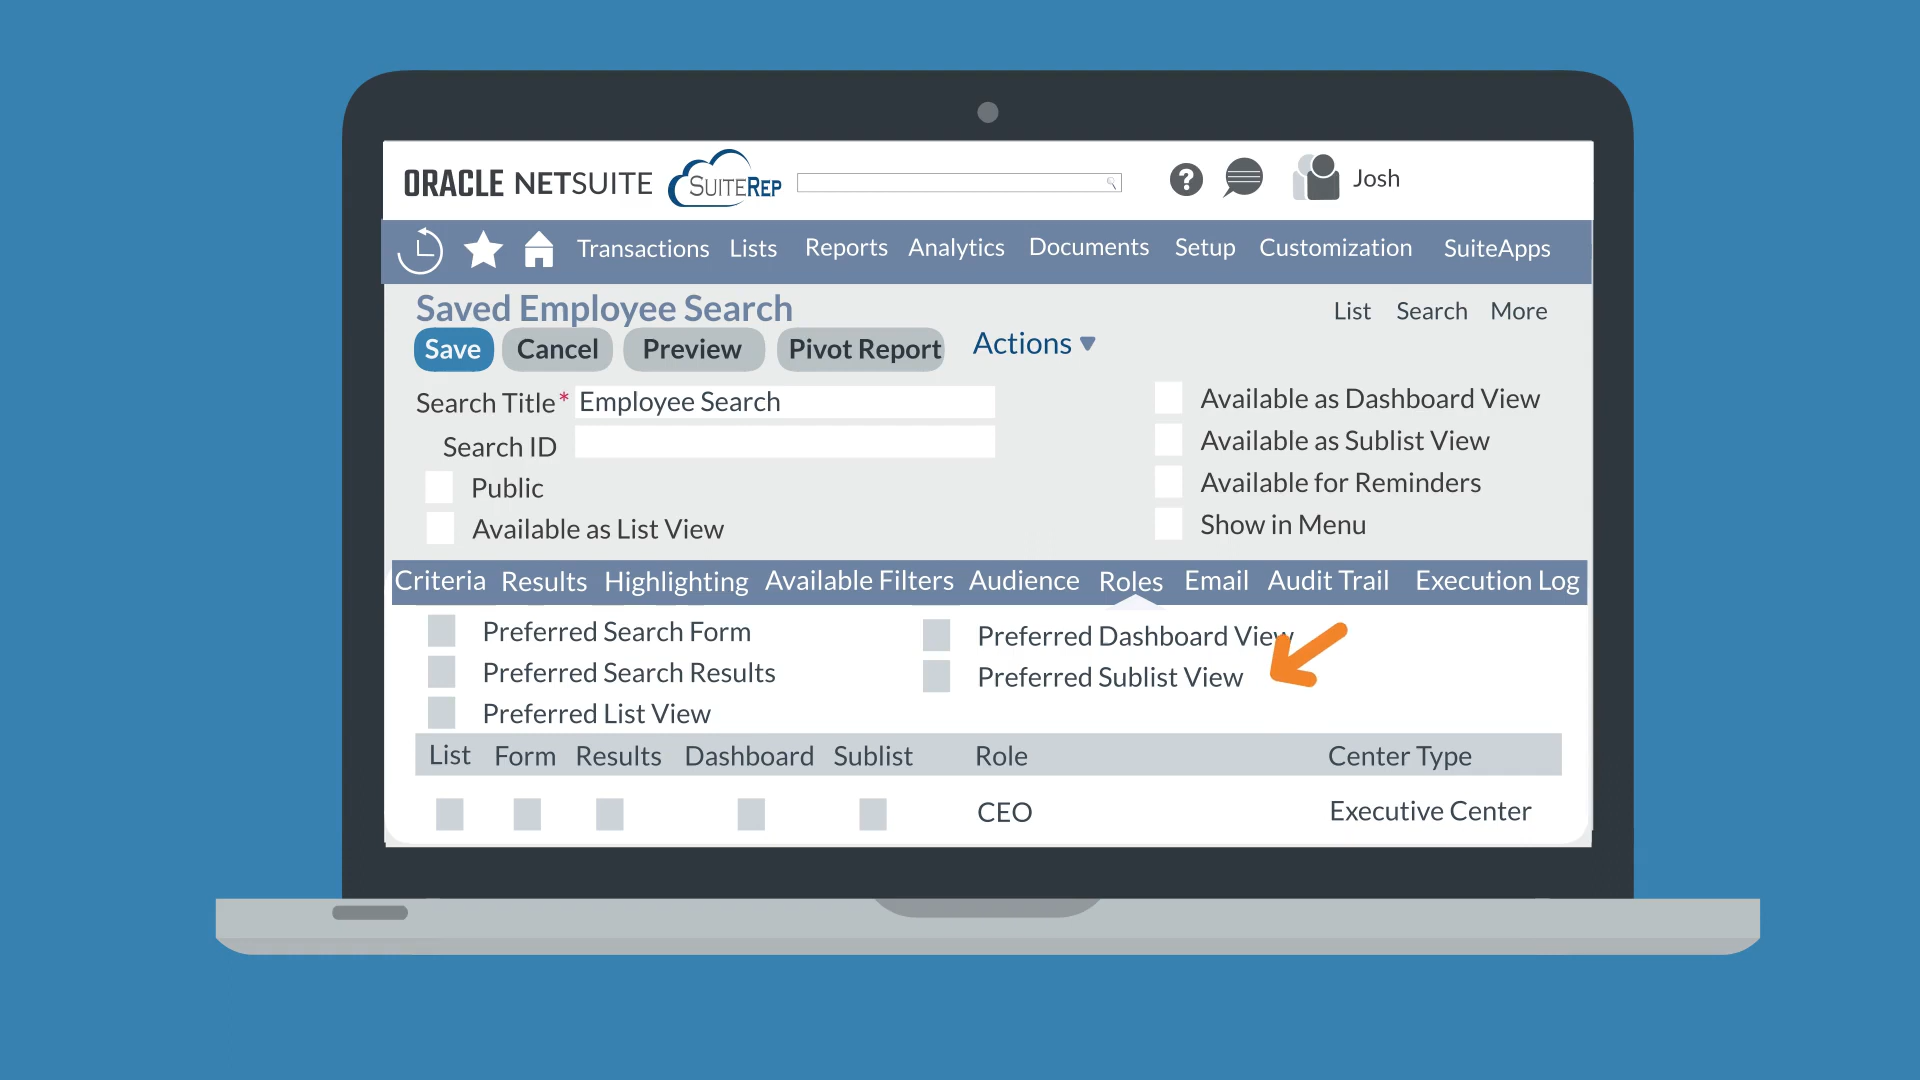 ORACLE NETSUITE SUITEREP ? Josh
Transactions Lists Reports Analytics Documents Setup Customization SuiteApps
Saved Employee Search List Search More
Save Cancel Preview Pivot Report Actions
Search Title* Employee Search Available as Dashboard View
Search ID Available as Sublist View
Public Available for Reminders
Available as List View Show in Menu
Criteria Results Highlighting Available Filters Audience Roles Email Audit Trail Execution Log
Preferred Search Form Preferred Dashboard View
Preferred Search Results Preferred Sublist View
Preferred List View
List Form Results Dashboard Sublist Role Center Type
CEO Executive Center